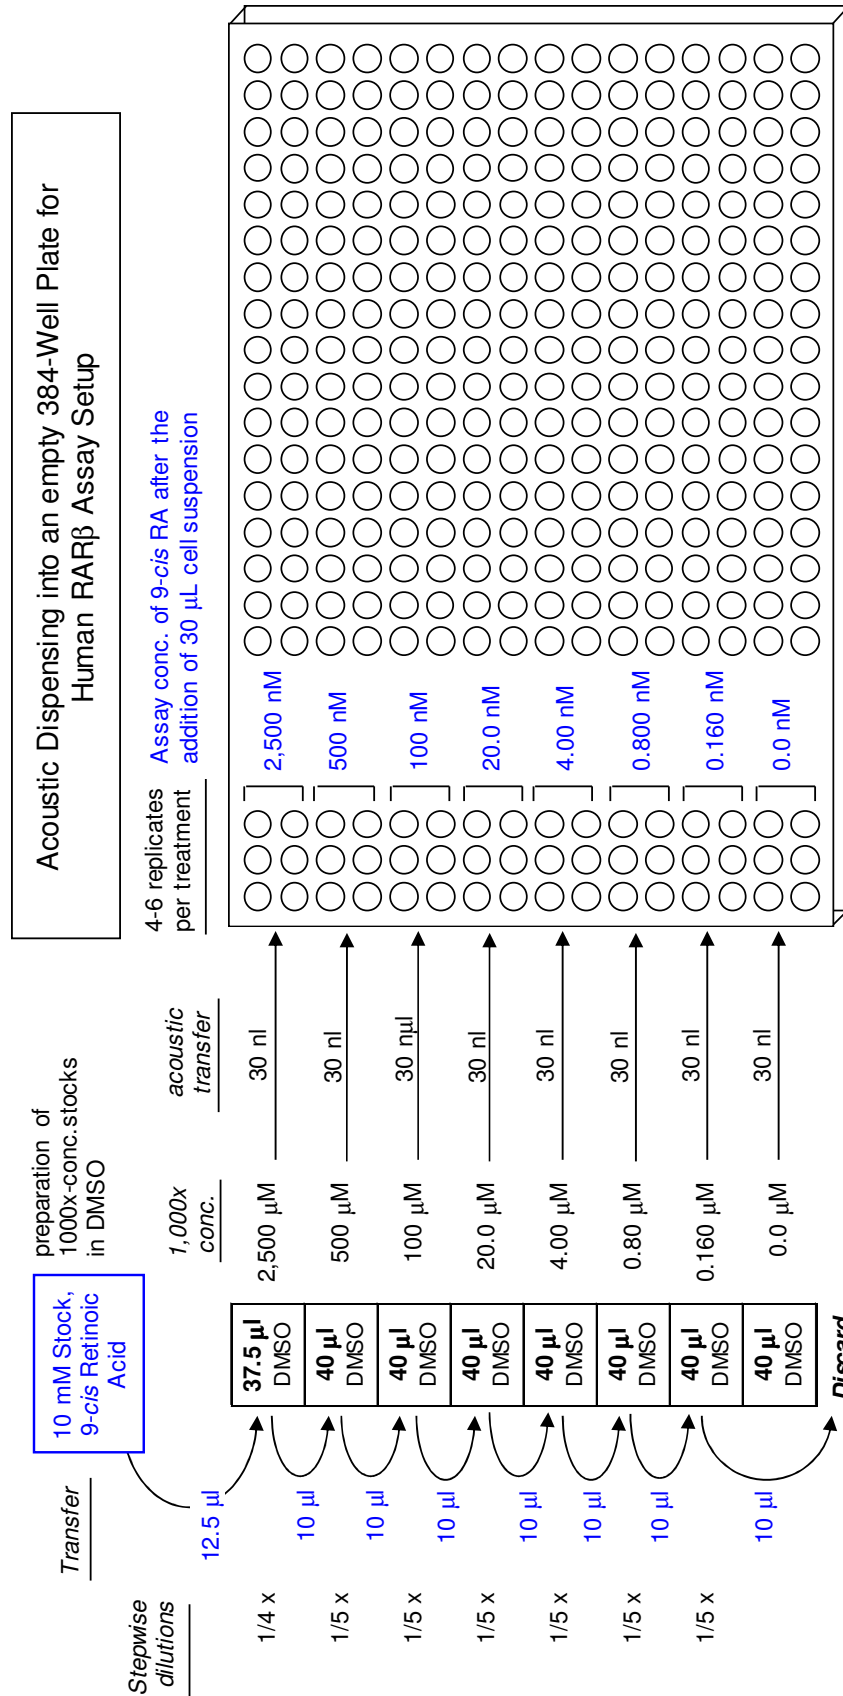 Acoustic Dispensing into an empty 384-Well Plate for
Human RARβ Assay Setup
10 mM Stock,
9-cis Retinoic
Acid
preparation of
1000x-conc.stocks
in DMSO
Stepwise
dilutions
Transfer
1,000x
conc.
acoustic
transfer
4-6 replicates
per treatment
Assay conc. of 9-cis RA after the
addition of 30 µL cell suspension
12.5 µl
1/4 x
37.5 µl
DMSO
2,500 µM
30 nl
2,500 nM
10 µl
1/5 x
40 µl
DMSO
500 µM
30 nl
500 nM
10 µl
1/5 x
40 µl
DMSO
100 µM
30 nµl
100 nM
10 µl
1/5 x
40 µl
DMSO
20.0 µM
30 nl
20.0 nM
10 µl
1/5 x
40 µl
DMSO
4.00 µM
30 nl
4.00 nM
10 µl
1/5 x
40 µl
DMSO
0.80 µM
30 nl
0.800 nM
10 µl
1/5 x
40 µl
DMSO
0.160 µM
30 nl
0.160 nM
10 µl
40 µl
DMSO
0.0 µM
30 nl
0.0 nM
Discard